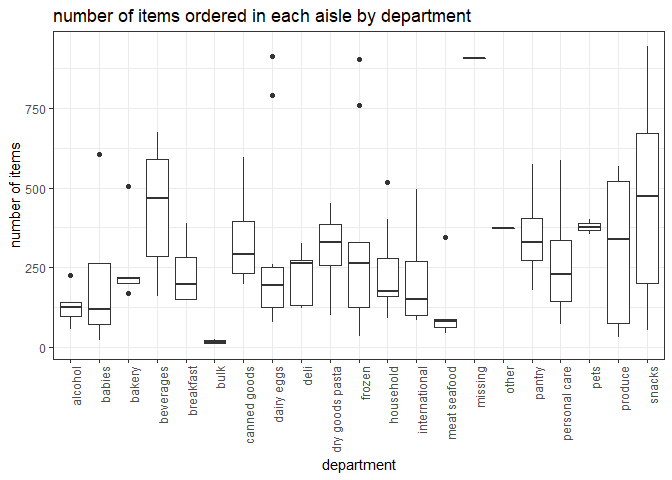 number of items ordered in each aisle by department
number of items
750
500
250
0
alcohol
babies
bakery
beverages
breakfast
bulk
canned goods
dairy eggs
deli
dry goods pasta
frozen
household
international
meat seafood
missing
other
pantry
personal care
pets
produce
snacks
department